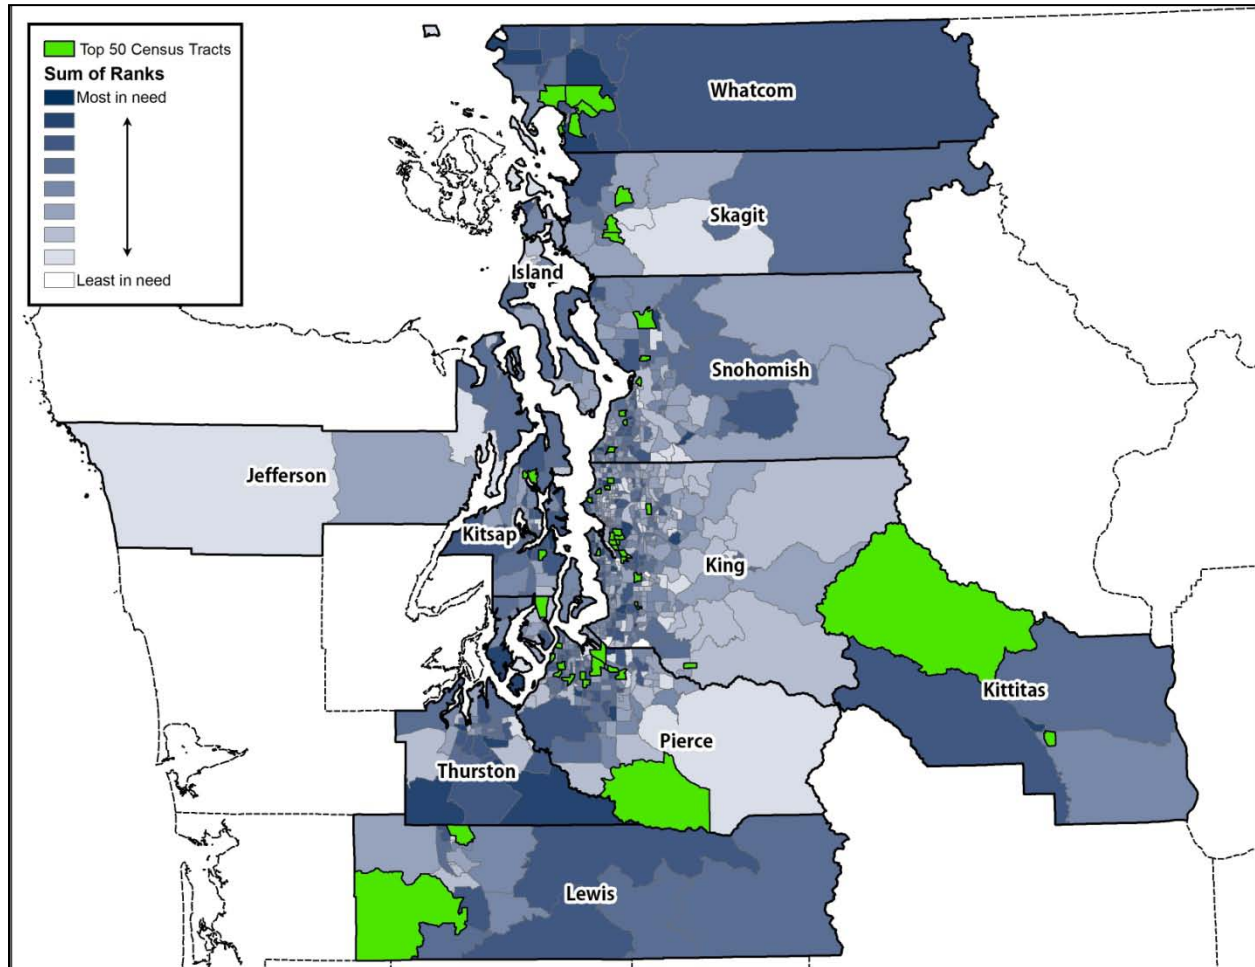 Top 50 Census Tracts
Sum of Ranks
Most in need
Least in need
Whatcom
Skagit
Island
Snohomish
Jefferson
Kitsap
King
Kittitas
Pierce
Thurston
Lewis